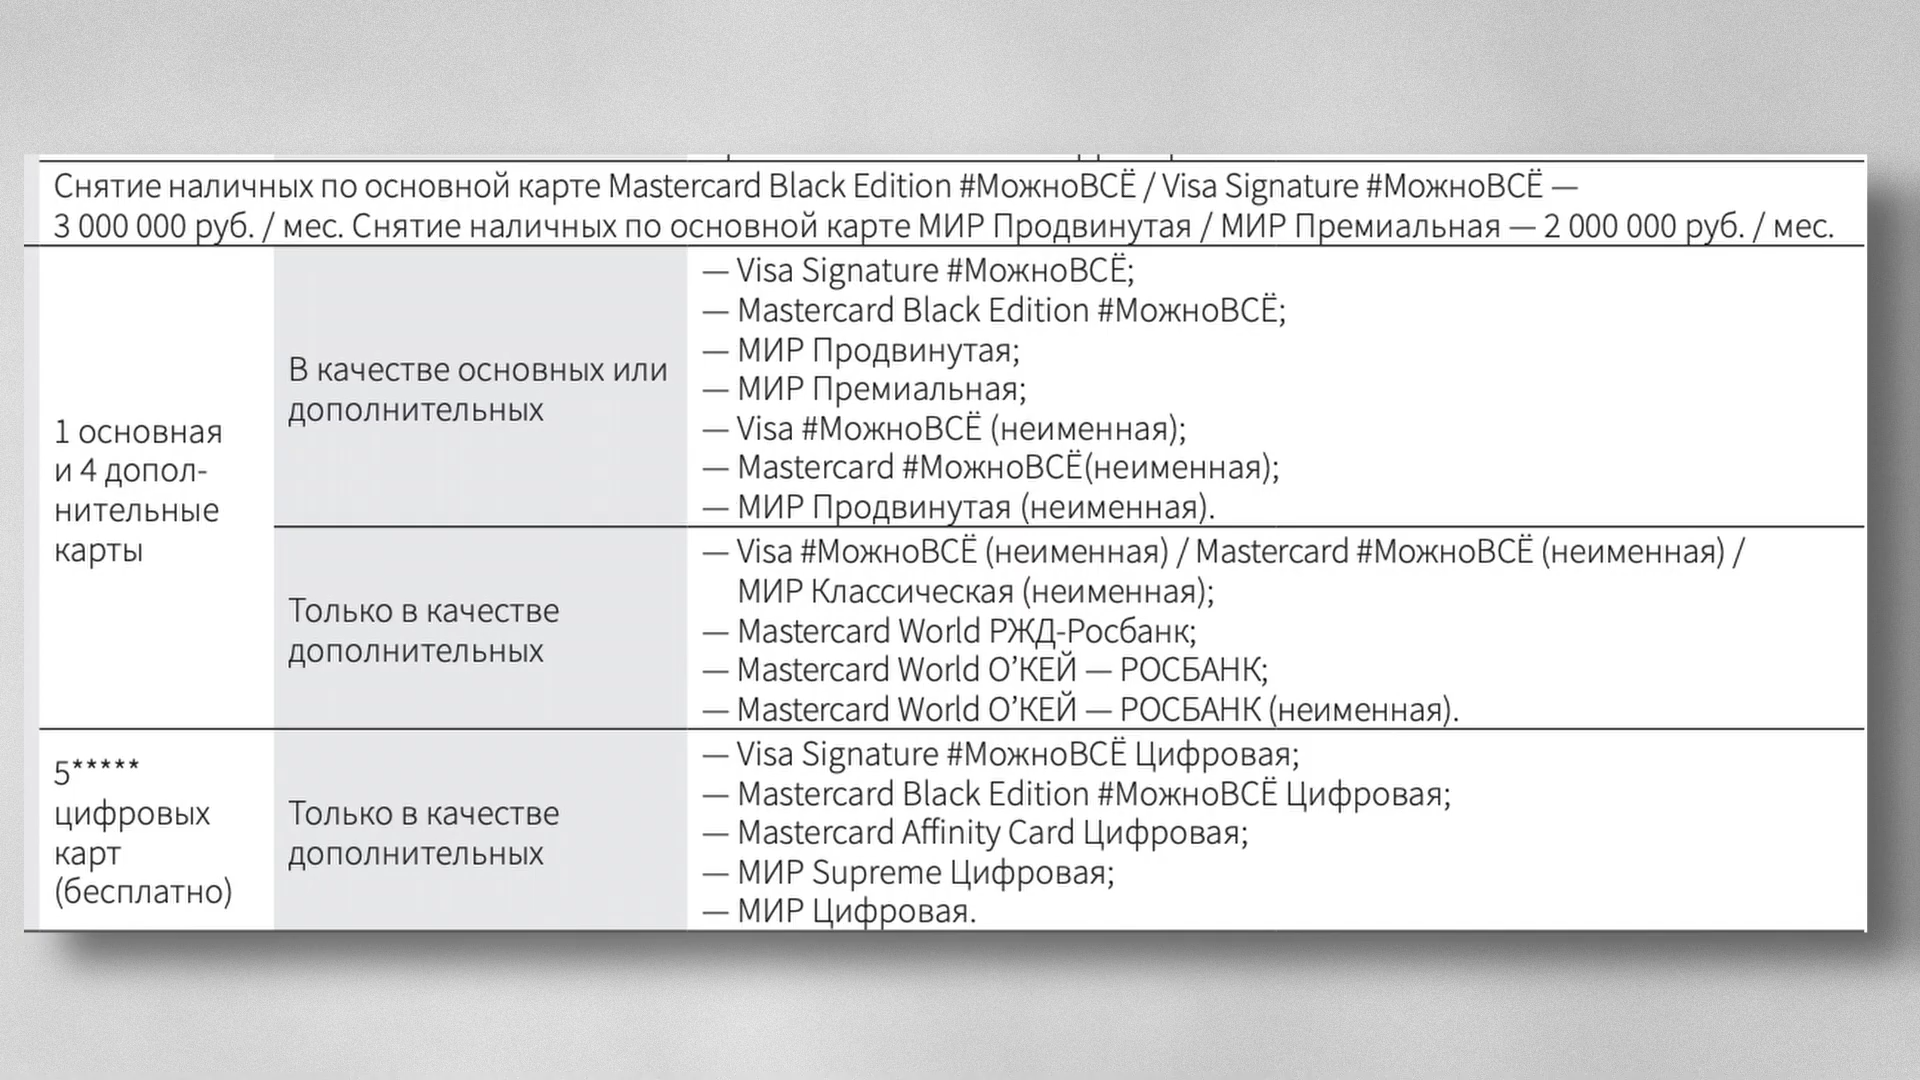 Снятие наличных по основной карте Mastercard Black Edition #МожноВСЁ / Visa Signature #МожноВСЁ —
3 000 000 руб. / мес. Снятие наличных по основной карте МИР Продвинутая / МИР Премиальная — 2 000 000 руб. / мес.
1 основная
и 4 допол-
нительные
карты
В качестве основных или
дополнительных
— Visa Signature #МожноВСЁ;
— Mastercard Black Edition #МожноВСЁ;
— МИР Продвинутая;
— МИР Премиальная;
— Visa #МожноВСЁ (неименная);
— Mastercard #МожноВСЁ(неименная);
— МИР Продвинутая (неименная).
Только в качестве
дополнительных
— Visa #МожноВСЁ (неименная) / Mastercard #МожноВСЁ (неименная) /
МИР Классическая (неименная);
— Mastercard World РЖД-Росбанк;
— Mastercard World О’КЕЙ — РОСБАНК;
— Mastercard World О’КЕЙ — РОСБАНК (неименная).
5*****
цифровых
карт
(бесплатно)
Только в качестве
дополнительных
— Visa Signature #МожноВСЁ Цифровая;
— Mastercard Black Edition #МожноВСЁ Цифровая;
— Mastercard Affinity Card Цифровая;
— МИР Supreme Цифровая;
— МИР Цифровая.